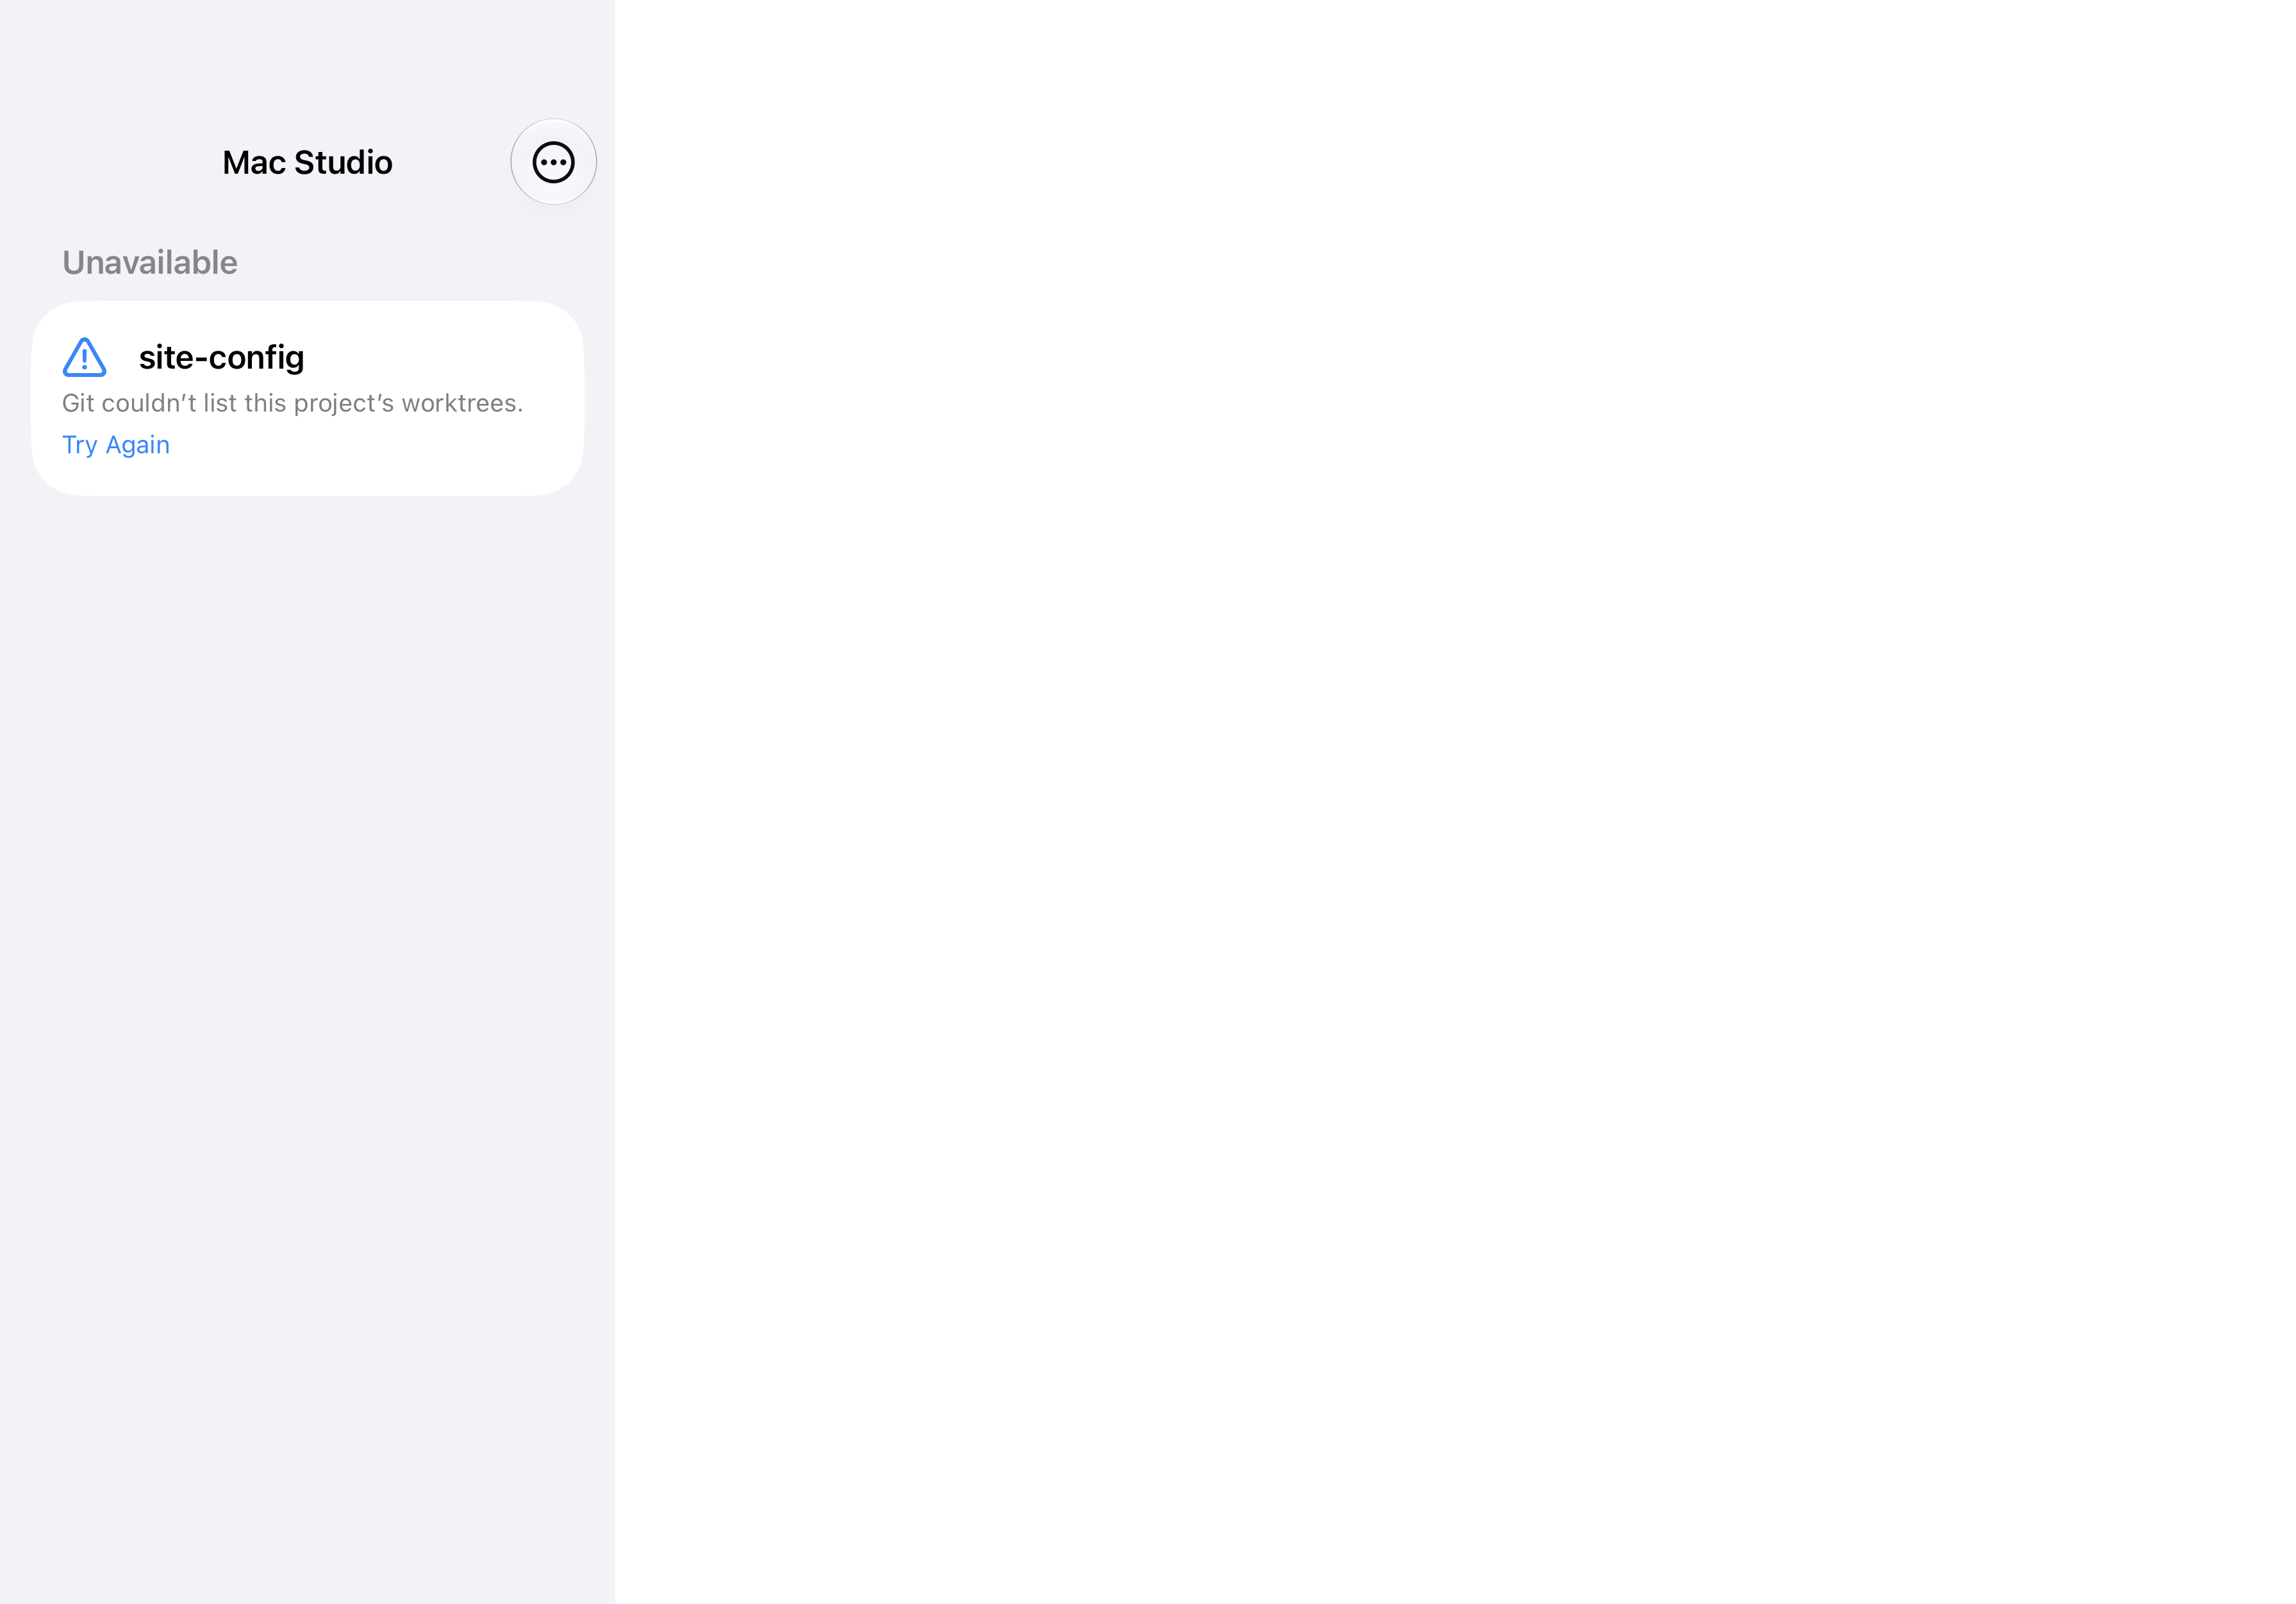 Mac Studio
Unavailable
site-config
Git couldn’t list this project’s worktrees.
Try Again